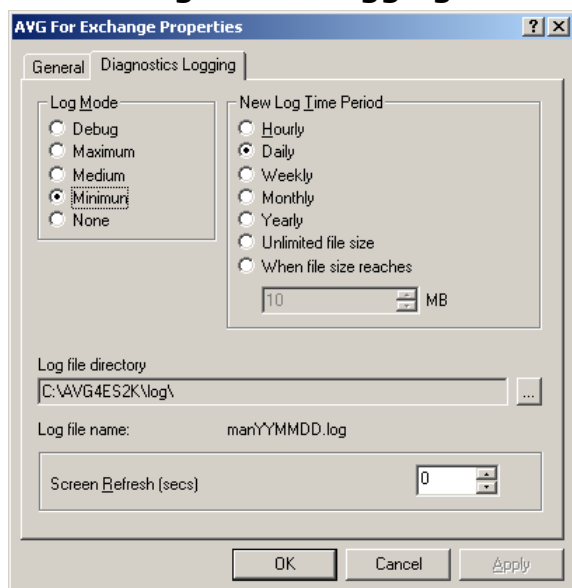 AVG For Exchange Properties
General Diagnostics Logging
Log Mode
Debug
Maximum
Medium
Minimun
None
New Log Time Period
Hourly
Daily
Weekly
Monthly
Yearly
Unlimited file size
When file size reaches
10 MB
Log file directory
C:\AVG4ES2K\log\
...
Log file name: manYYMMDD.log
Screen Refresh (secs) 0
OK Cancel Apply